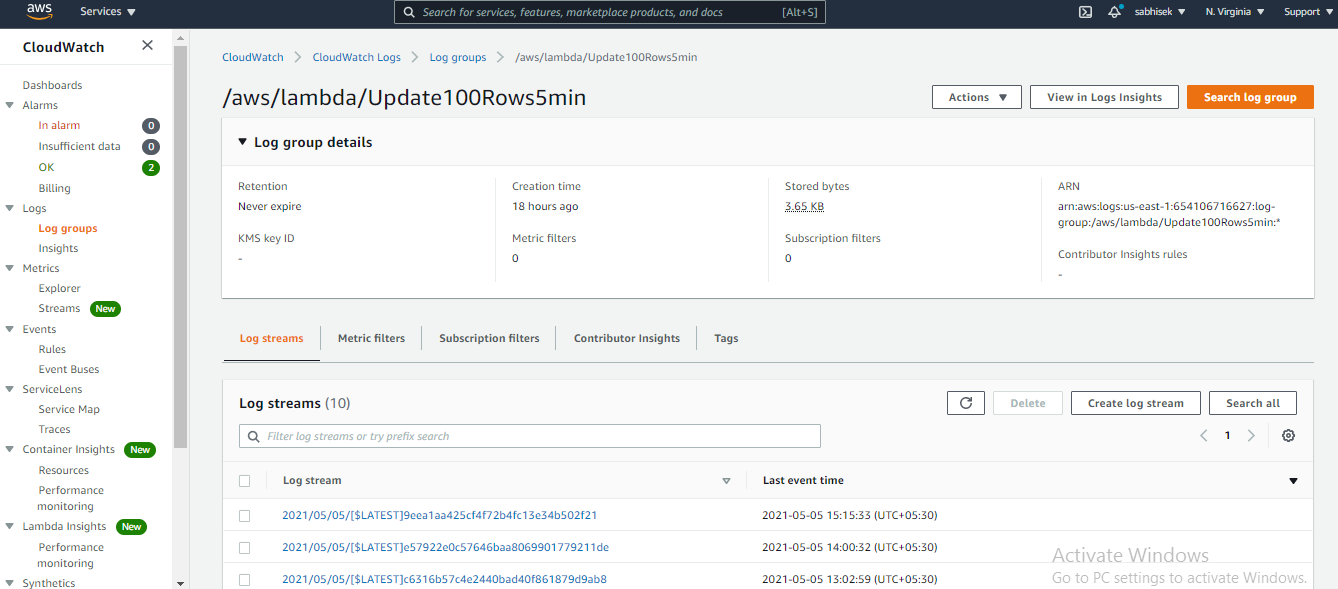 aws
Services
Search for services, features, marketplace products, and docs [Alt+S]
sabhisek
N. Virginia
Support
CloudWatch
Dashboards
Alarms
In alarm 0
Insufficient data 0
OK 2
Billing
Logs
Log groups
Insights
Metrics
Explorer
Streams New
Events
Rules
Event Buses
ServiceLens
Service Map
Traces
Container Insights New
Resources
Performance
monitoring
Lambda Insights New
Performance
monitoring
Synthetics
CloudWatch > CloudWatch Logs > Log groups > /aws/lambda/Update100Rows5min
/aws/lambda/Update100Rows5min
Actions
View in Logs Insights
Search log group
Log group details
Retention
Never expire
KMS key ID
-
Creation time
18 hours ago
Metric filters
0
Stored bytes
3.65 KB
Subscription filters
0
ARN
arn:aws:logs:us-east-1:654106716627:log-
group:/aws/lambda/Update100Rows5min:*
Contributor Insights rules
-
Log streams
Metric filters
Subscription filters
Contributor Insights
Tags
Log streams (10)
Delete
Create log stream
Search all
Filter log streams or try prefix search
1
Log stream
Last event time
2021/05/05/[$LATEST]9eea1aa425cf4f72b4fc13e34b502f21 2021-05-05 15:15:33 (UTC+05:30)
2021/05/05/[$LATEST]e57922e0c57646baa8069901779211de 2021-05-05 14:00:32 (UTC+05:30)
2021/05/05/[$LATEST]c6316b57c4e2440bad40f861879d9ab8 2021-05-05 13:02:59 (UTC+05:30)
Activate Windows
Go to PC settings to activate Windows.